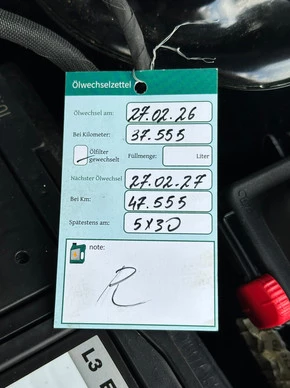 Ölwechselzettel
Ölwechsel am: 27.02.26
Bei Kilometer: 37.555
Ölfilter gewechselt Füllmenge: Liter
Nächster Ölwechsel 27.02.27
Bei Km: 47.555
Spätestens am: 5X30
note:
R
L3